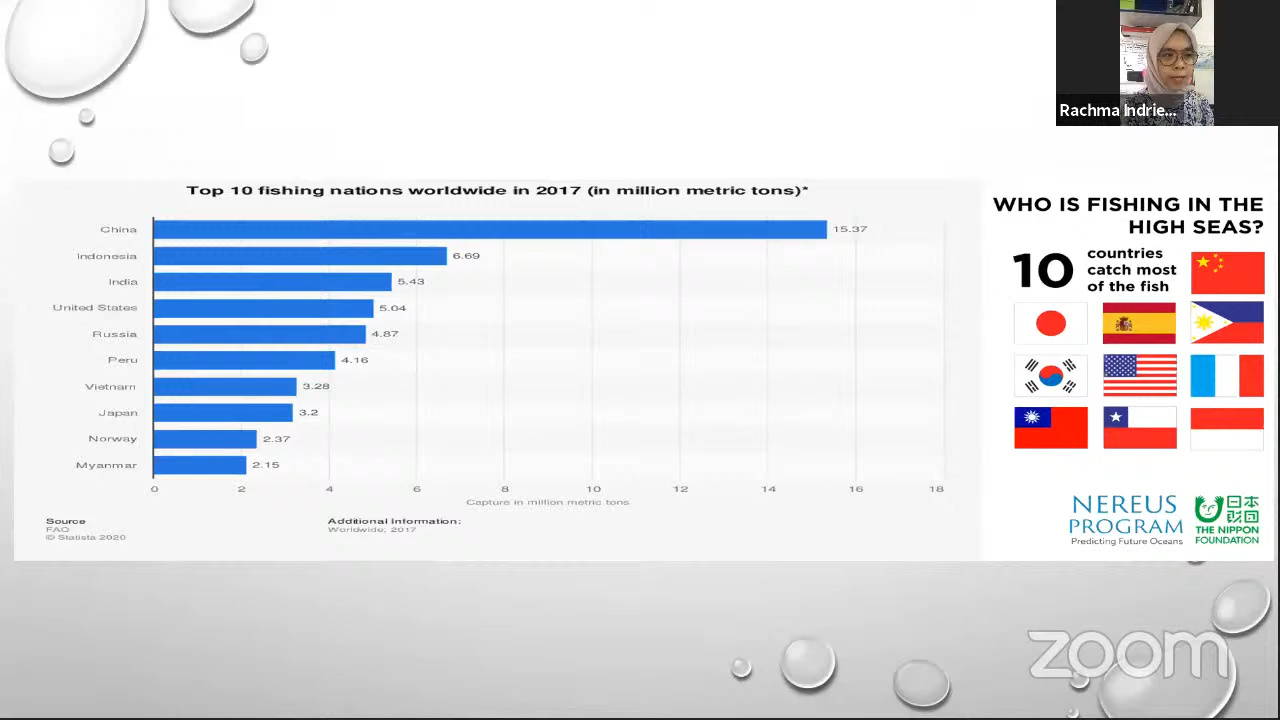 Rachma Indrie...
Top 10 fishing nations worldwide in 2017 (in million metric tons)*
China 15.37
Indonesia 6.69
India 5.43
United States 5.04
Russia 4.87
Peru 4.16
Vietnam 3.28
Japan 3.2
Norway 2.37
Myanmar 2.15
0 2 4 6 8 10 12 14 16 18
Capture in million metric tons
Source
FAO
© Statista 2020
Additional Information:
Worldwide; 2017
WHO IS FISHING IN THE
HIGH SEAS?
10 countries
catch most
of the fish
NEREUS
PROGRAM
Predicting Future Oceans
日本
財団
THE NIPPON
FOUNDATION
zoom